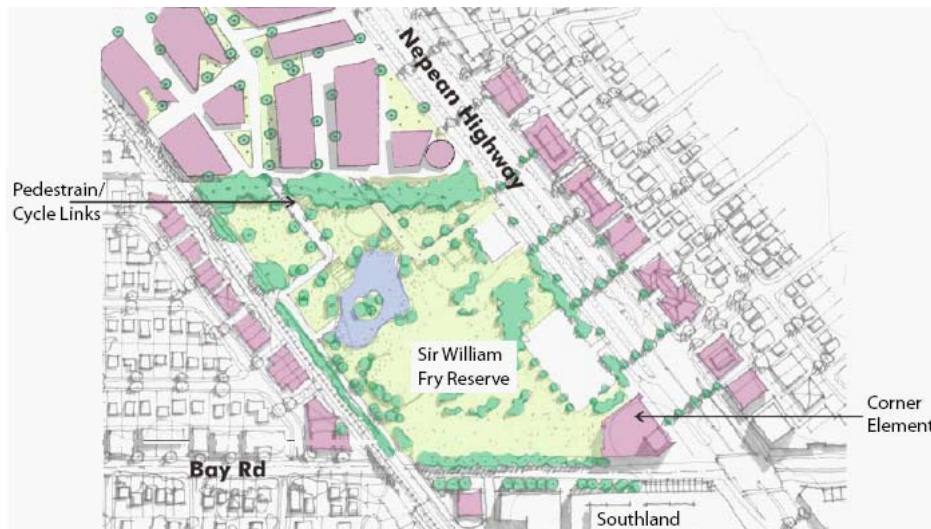 Nepean Highway
Pedestrain/
Cycle Links
Sir William
Fry Reserve
Corner
Element
Bay Rd
Southland